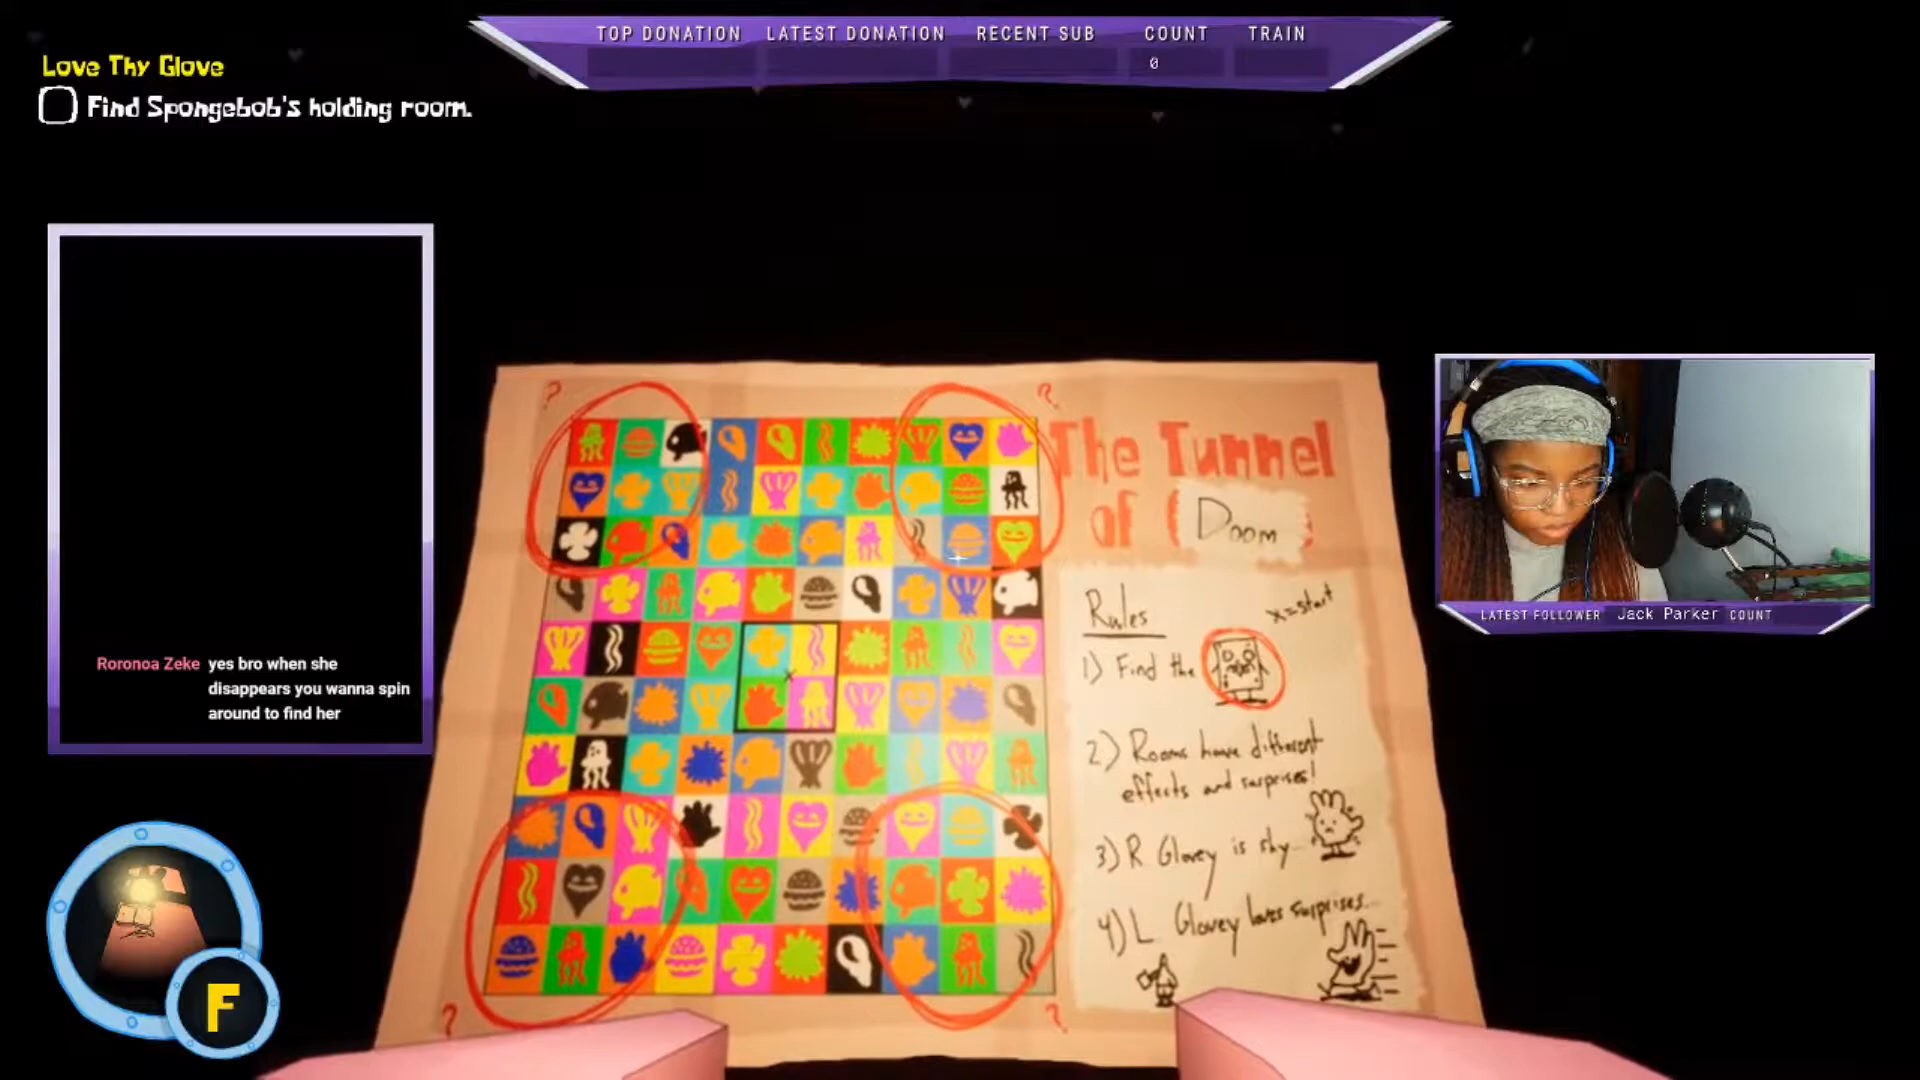 TOP DONATION LATEST DONATION RECENT SUB COUNT TRAIN
0
Love Thy Glove
Find Spongebob's holding room.
The Tunnel
of (Doom)
Rules
x=start
1) Find the
2) Rooms have different
effects and surprises!
3) R Glovey is shy...
4) L Glovey loves surprises...
? ?
? ?
x
Roronoa Zeke yes bro when she
disappears you wanna spin
around to find her
LATEST FOLLOWER Jack Parker COUNT
F